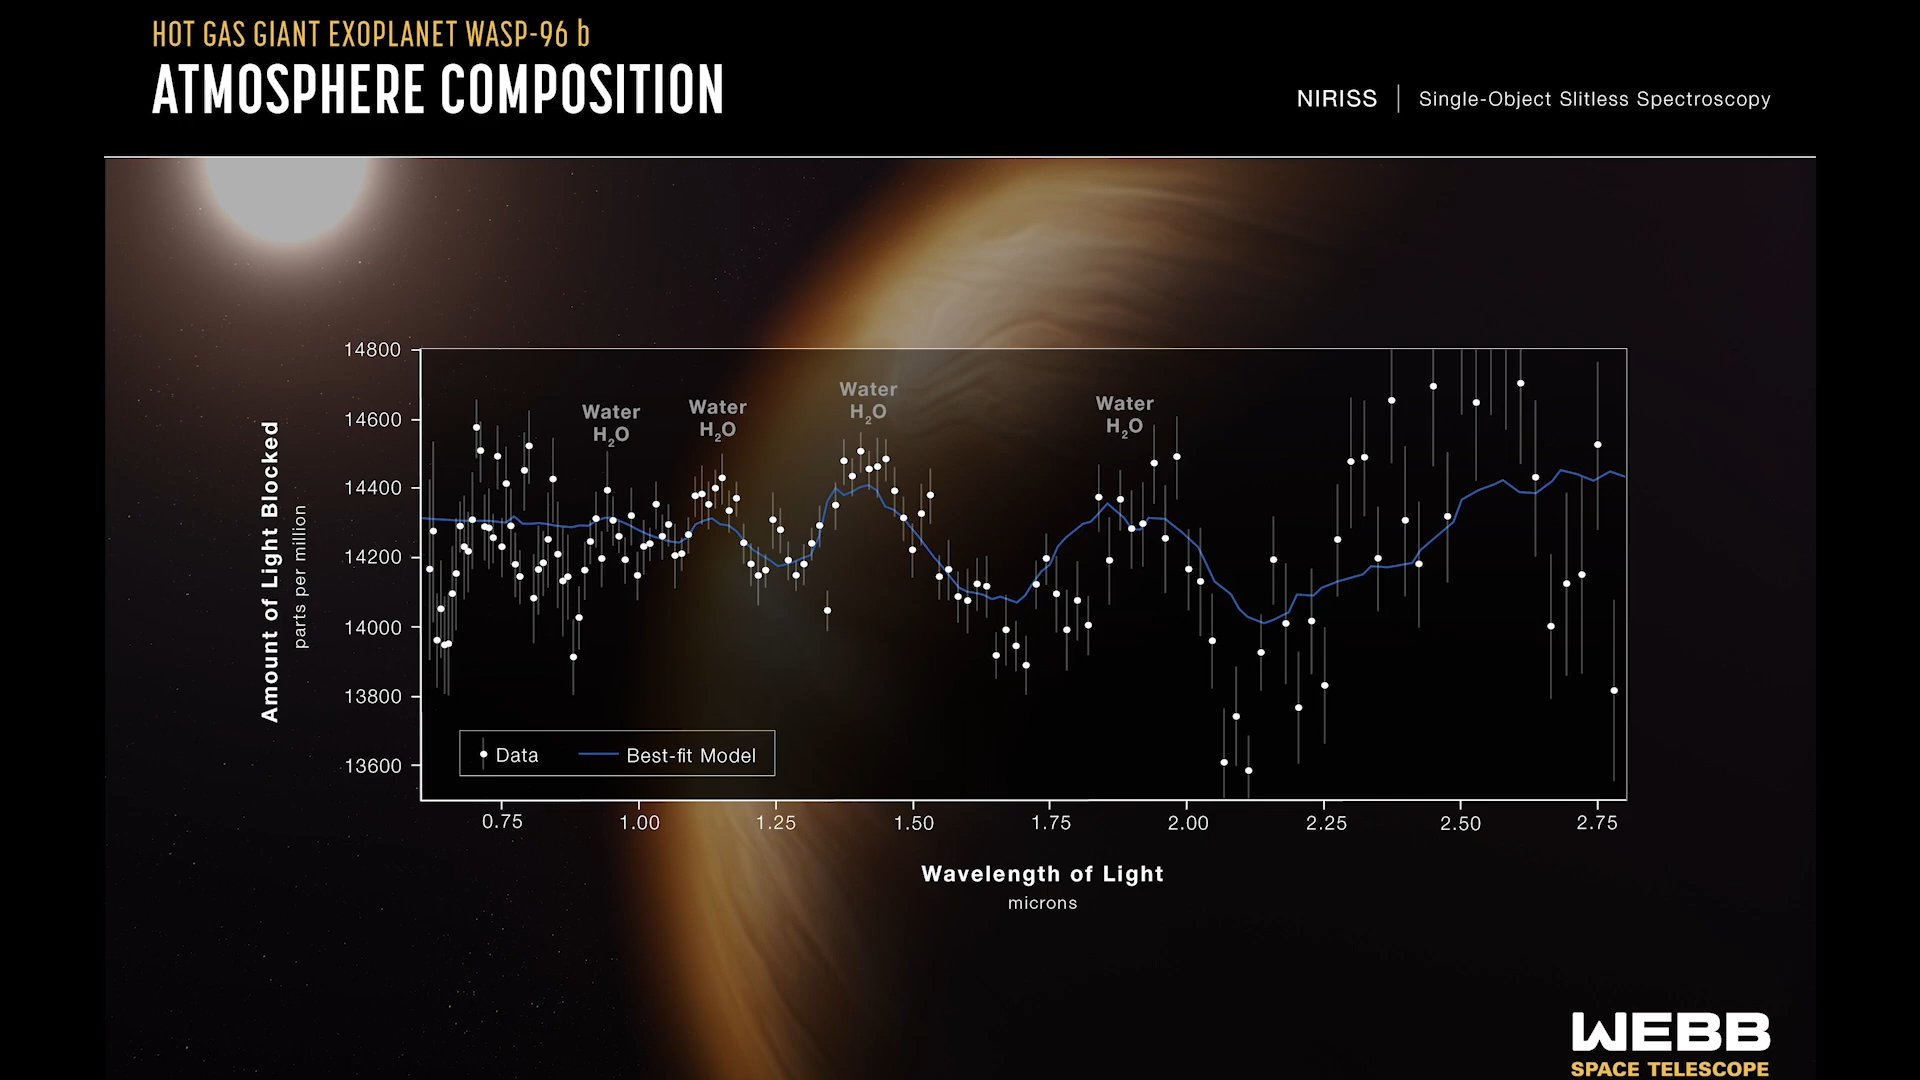 HOT GAS GIANT EXOPLANET WASP-96 b
ATMOSPHERE COMPOSITION
NIRISS | Single-Object Slitless Spectroscopy
Amount of Light Blocked
parts per million
14800
14600
14400
14200
14000
13800
13600
Water
H₂O
Water
H₂O
Water
H₂O
Water
H₂O
Data
Best-fit Model
0.75
1.00
1.25
1.50
1.75
2.00
2.25
2.50
2.75
Wavelength of Light
microns
WEBB
SPACE TELESCOPE